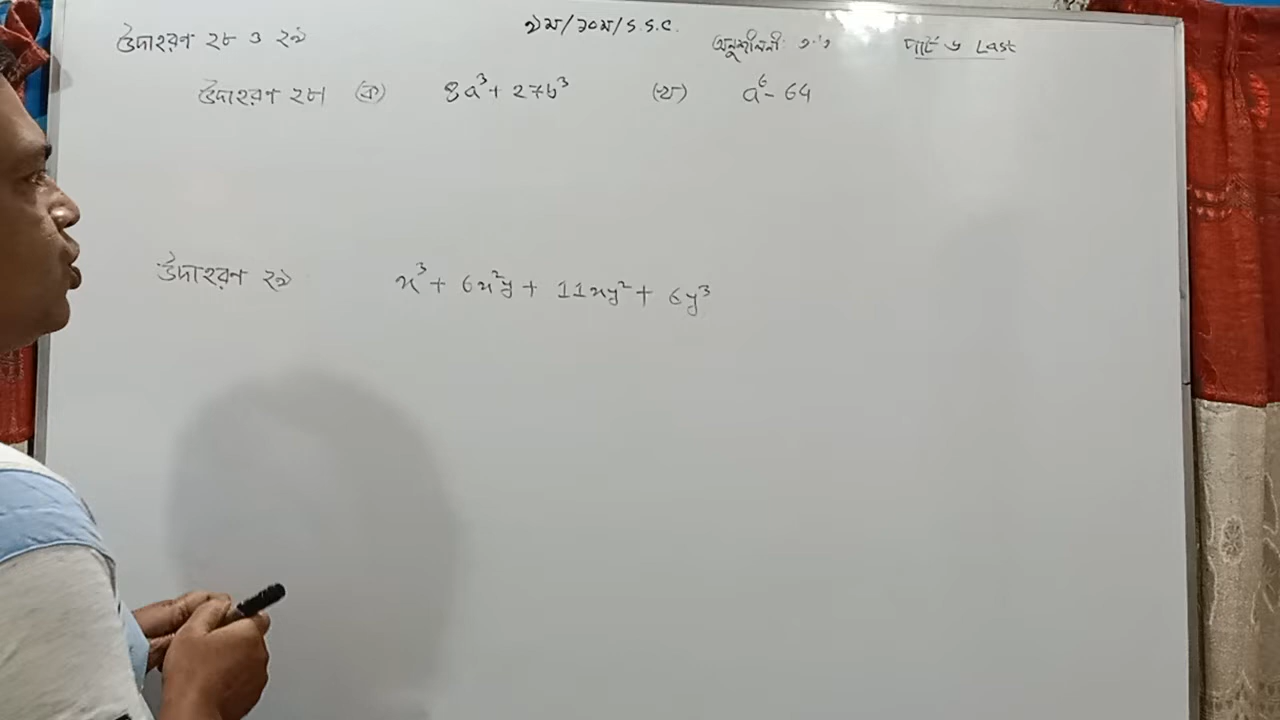 উদাহরণ ২৮ ও ২৯ ৯ম/১০ম/S.S.C. অনুশীলনী: ৩.২ পার্ট ৬ Last
উদাহরণ ২৮। (ক) 8a³ + 27b³ (খ) a⁶ - 64
উদাহরণ ২৯ x³ + 6x²y + 11xy² + 6y³